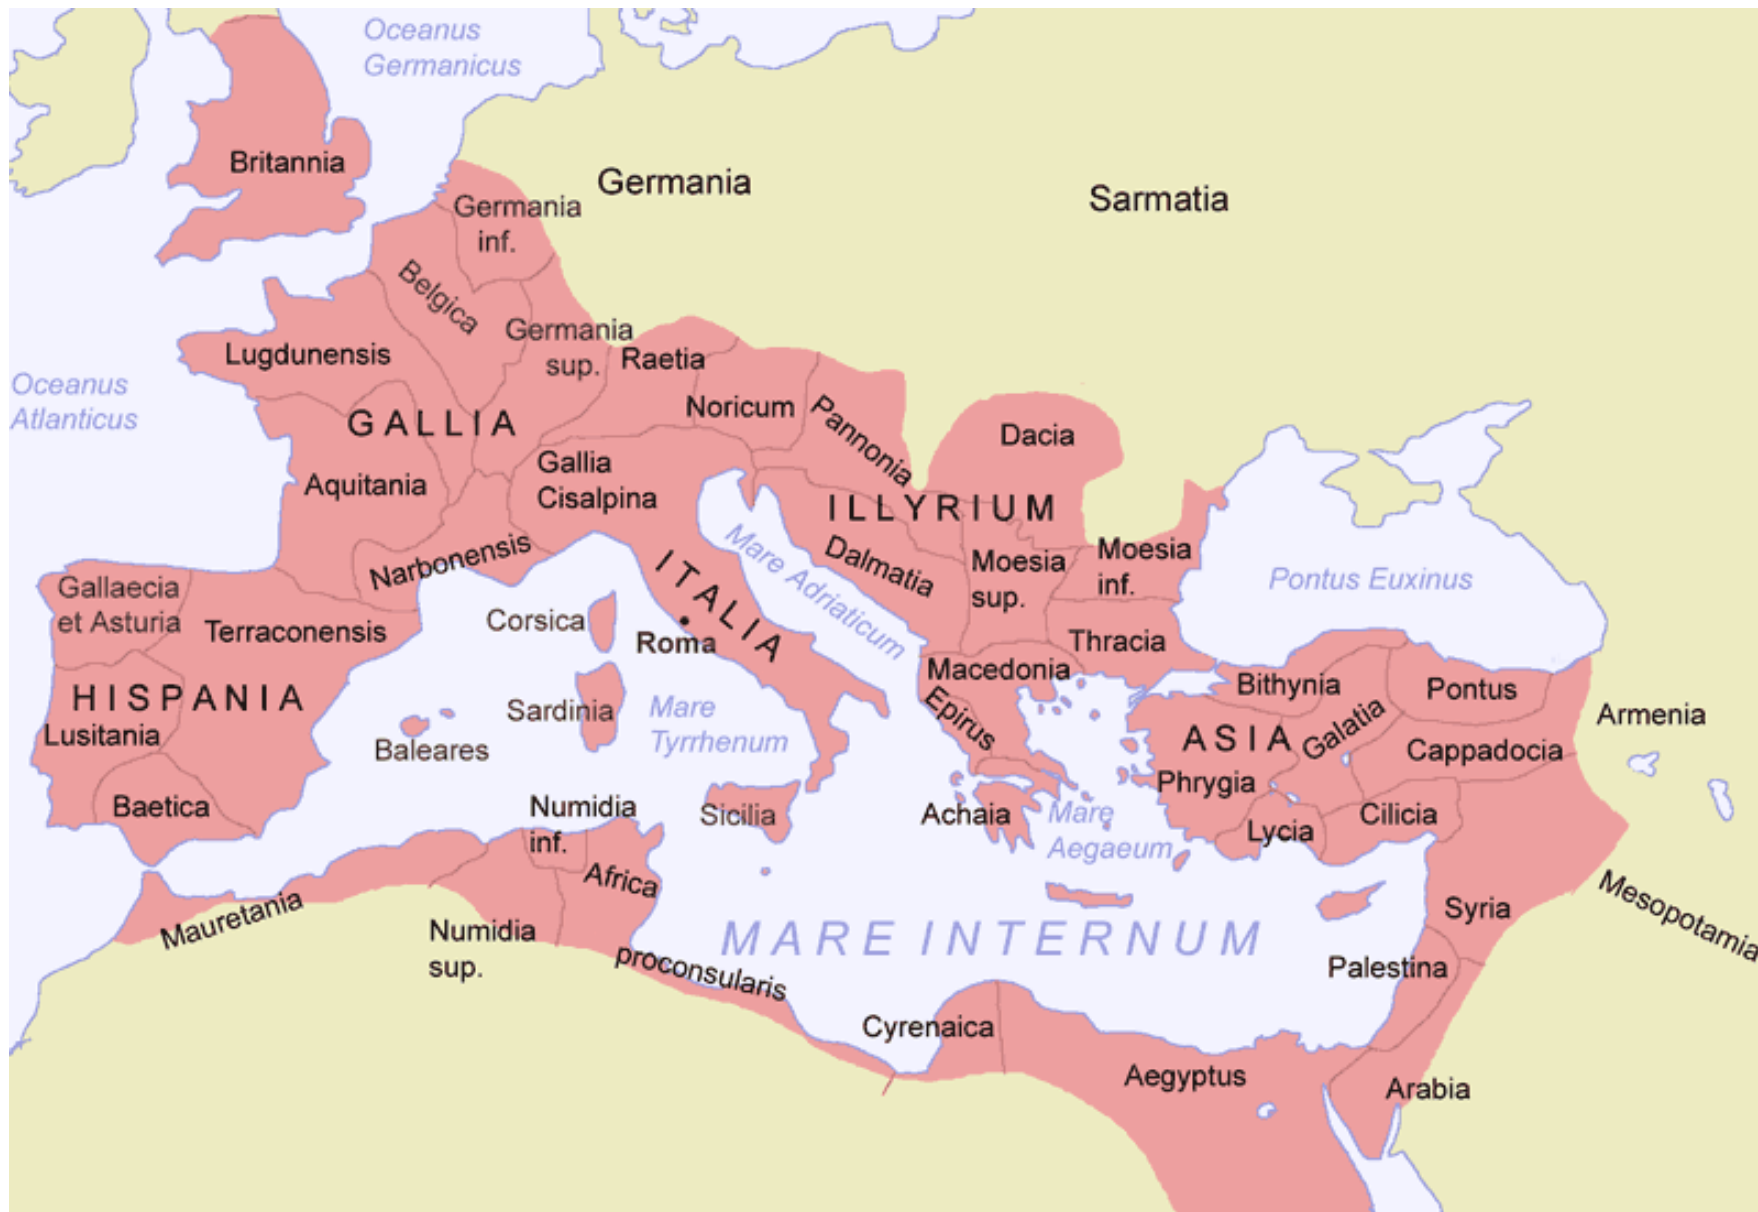 Oceanus
Germanicus
Britannia
Germania
Sarmatia
Germania
inf.
Belgica
Germania
sup.
Lugdunensis
Raetia
Oceanus
Atlanticus
GALLIA
Noricum
Pannonia
Dacia
Aquitania
Gallia
Cisalpina
ILLYRIUM
Narbonensis
ITALIA
Mare Adriaticum
Dalmatia
Moesia
sup.
Moesia
inf.
Pontus Euxinus
Gallaecia
et Asturia
Terraconensis
Corsica
Roma
Thracia
HISPANIA
Macedonia
Bithynia
Pontus
Lusitania
Baleares
Sardinia
Mare
Tyrrhenum
Epirus
ASIA
Galatia
Armenia
Cappadocia
Phrygia
Baetica
Numidia
inf.
Sicilia
Achaia
Mare
Aegaeum
Lycia
Cilicia
Africa
Mauretania
Numidia
sup.
proconsularis
MARE INTERNUM
Syria
Mesopotamia
Palestina
Cyrenaica
Aegyptus
Arabia